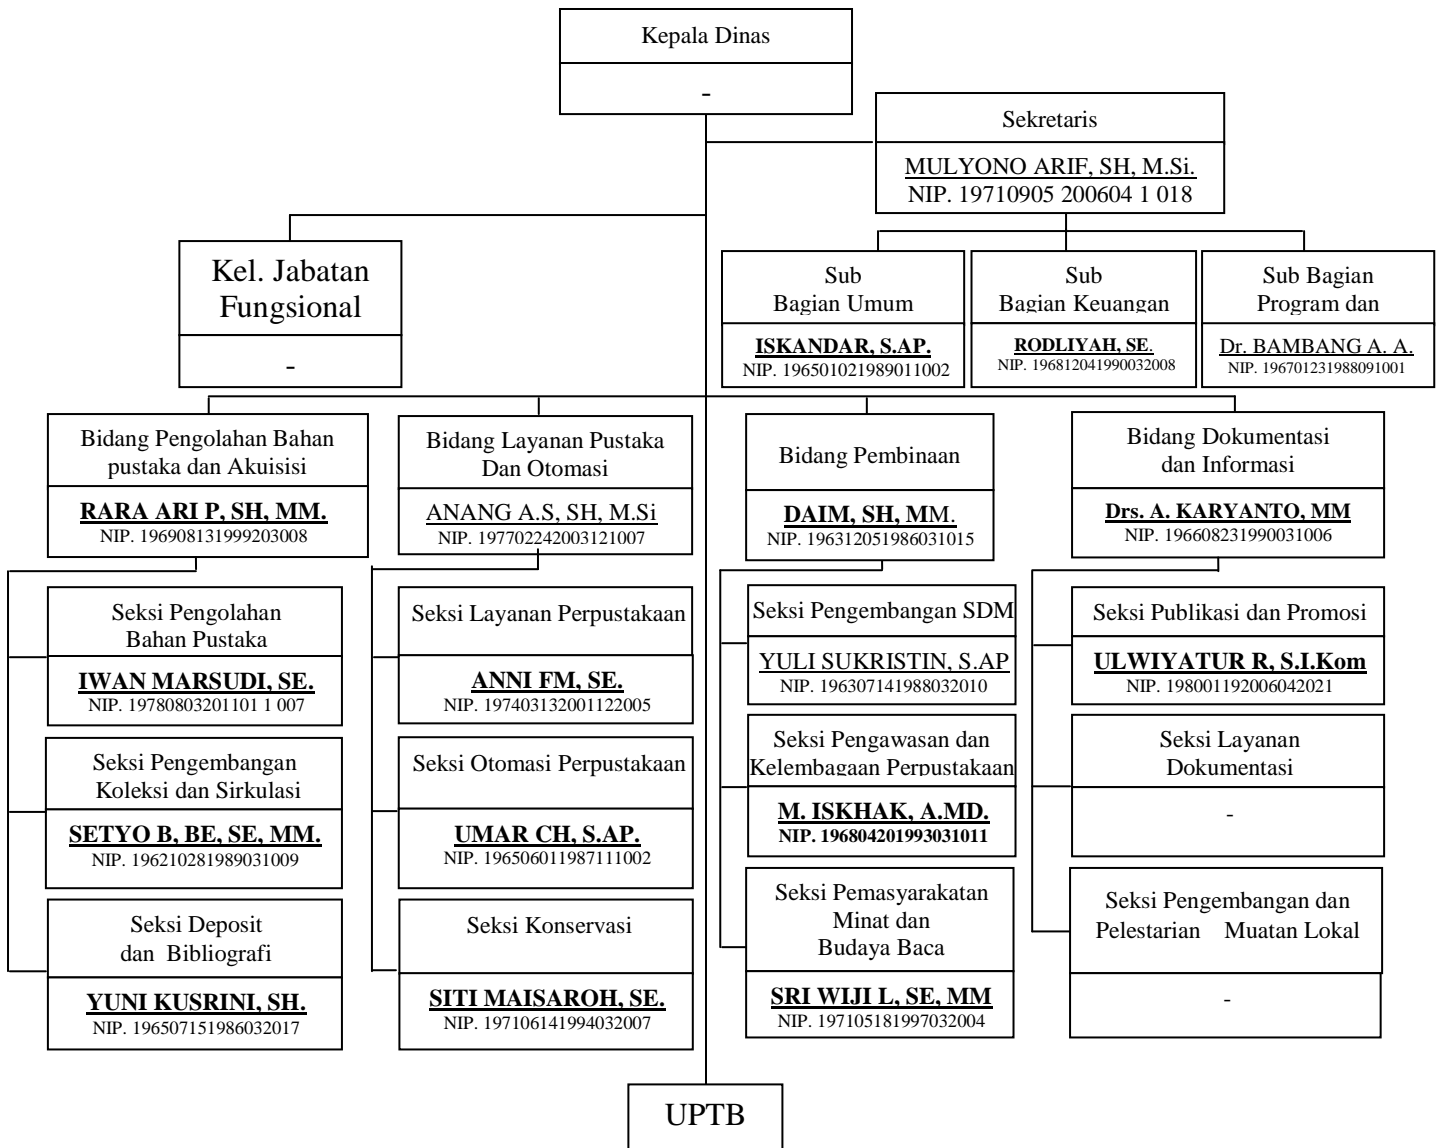 Kepala Dinas
-
Sekretaris
MULYONO ARIF, SH, M.Si.
NIP. 19710905 200604 1 018
Kel. Jabatan
Fungsional
-
Sub
Bagian Umum
ISKANDAR, S.AP.
NIP. 196501021989011002
Sub
Bagian Keuangan
RODLIYAH, SE.
NIP. 196812041990032008
Sub Bagian
Program dan
Dr. BAMBANG A. A.
NIP. 196701231988091001
Bidang Pengolahan Bahan
pustaka dan Akuisisi
RARA ARI P, SH, MM.
NIP. 196908131999203008
Bidang Layanan Pustaka
Dan Otomasi
ANANG A.S, SH, M.Si
NIP. 197702242003121007
Bidang Pembinaan
DAIM, SH, MM.
NIP. 196312051986031015
Bidang Dokumentasi
dan Informasi
Drs. A. KARYANTO, MM
NIP. 196608231990031006
Seksi Pengolahan
Bahan Pustaka
IWAN MARSUDI, SE.
NIP. 19780803201101 1 007
Seksi Layanan Perpustakaan
ANNI FM, SE.
NIP. 197403132001122005
Seksi Pengembangan SDM
YULI SUKRISTIN, S.AP
NIP. 196307141988032010
Seksi Publikasi dan Promosi
ULWIYATUR R, S.I.Kom
NIP. 198001192006042021
Seksi Pengembangan
Koleksi dan Sirkulasi
SETYO B, BE, SE, MM.
NIP. 196210281989031009
Seksi Otomasi Perpustakaan
UMAR CH, S.AP.
NIP. 196506011987111002
Seksi Pengawasan dan
Kelembagaan Perpustakaan
M. ISKHAK, A.MD.
NIP. 196804201993031011
Seksi Layanan
Dokumentasi
-
Seksi Deposit
dan Bibliografi
YUNI KUSRINI, SH.
NIP. 196507151986032017
Seksi Konservasi
SITI MAISAROH, SE.
NIP. 197106141994032007
Seksi Pemasyarakatan
Minat dan
Budaya Baca
SRI WIJI L, SE, MM
NIP. 197105181997032004
Seksi Pengembangan dan
Pelestarian Muatan Lokal
-
UPTB